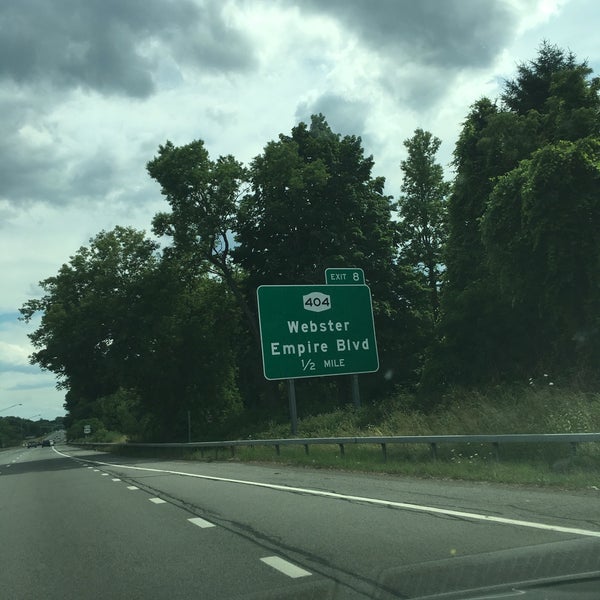 EXIT 8
404
Webster
Empire Blvd
1/2 MILE